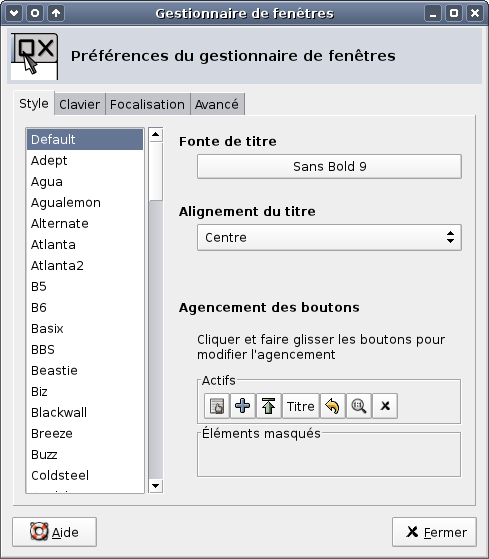 Gestionnaire de fenêtres
Préférences du gestionnaire de fenêtres
Style Clavier Focalisation Avancé
Default
Adept
Agua
Agualemon
Alternate
Atlanta
Atlanta2
B5
B6
Basix
BBS
Beastie
Biz
Blackwall
Breeze
Buzz
Coldsteel
Fonte de titre
Sans Bold 9
Alignement du titre
Centre
Agencement des boutons
Cliquer et faire glisser les boutons pour
modifier l'agencement
Actifs
Titre
Éléments masqués
Aide
Fermer